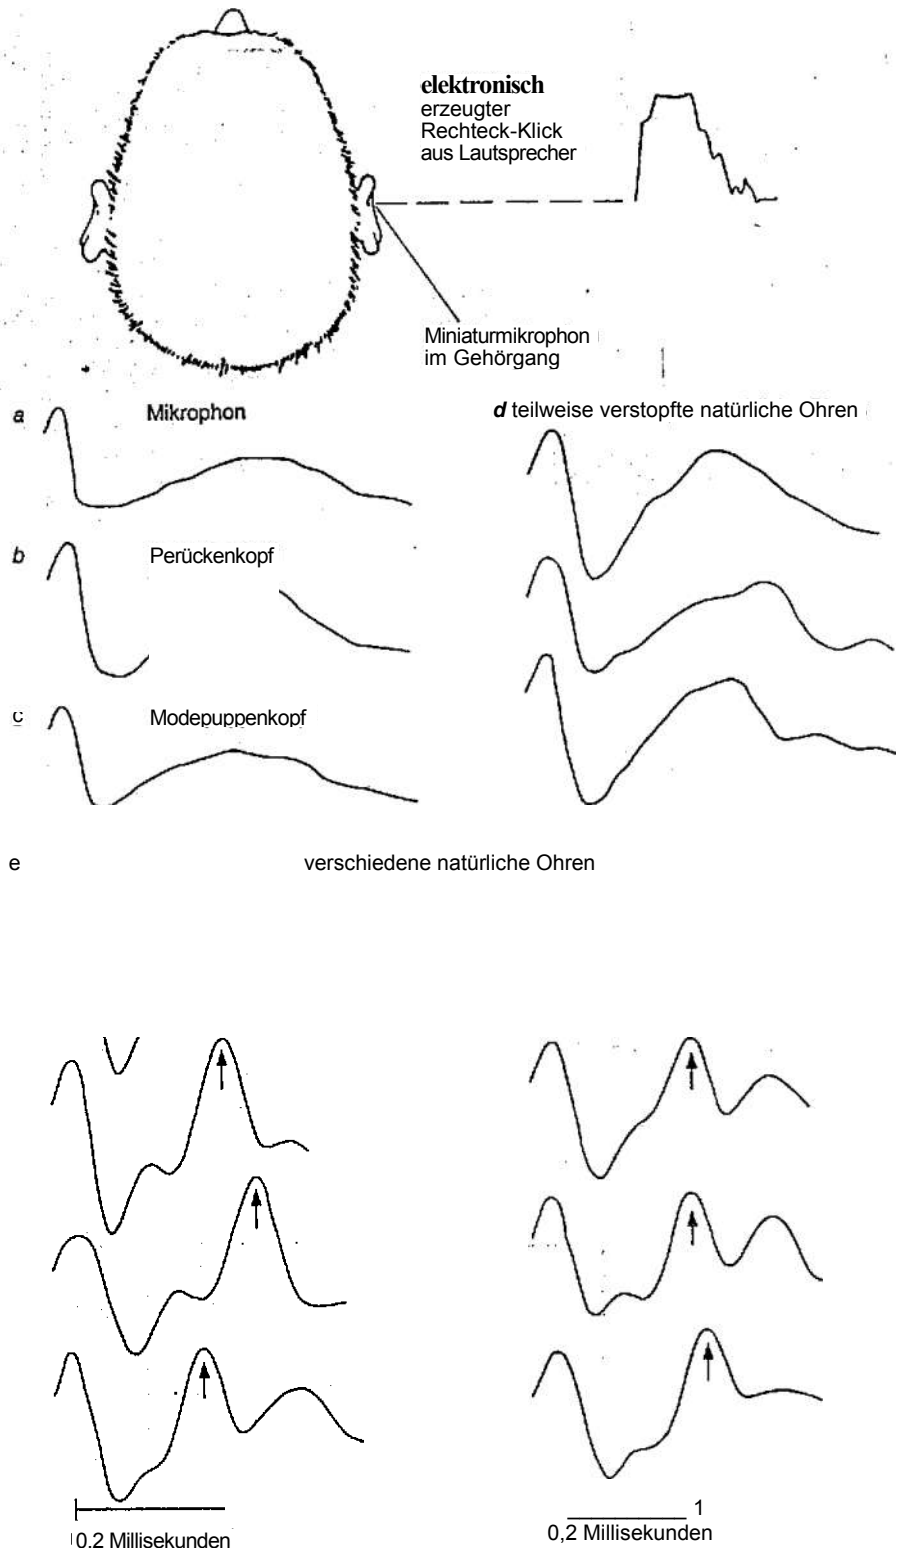 elektronisch
erzeugter
Rechteck-Klick
aus Lautsprecher
Miniaturmikrophon
im Gehörgang
a Mikrophon
d teilweise verstopfte natürliche Ohren
b Perückenkopf
c Modepuppenkopf
e verschiedene natürliche Ohren
0,2 Millisekunden
1
0,2 Millisekunden